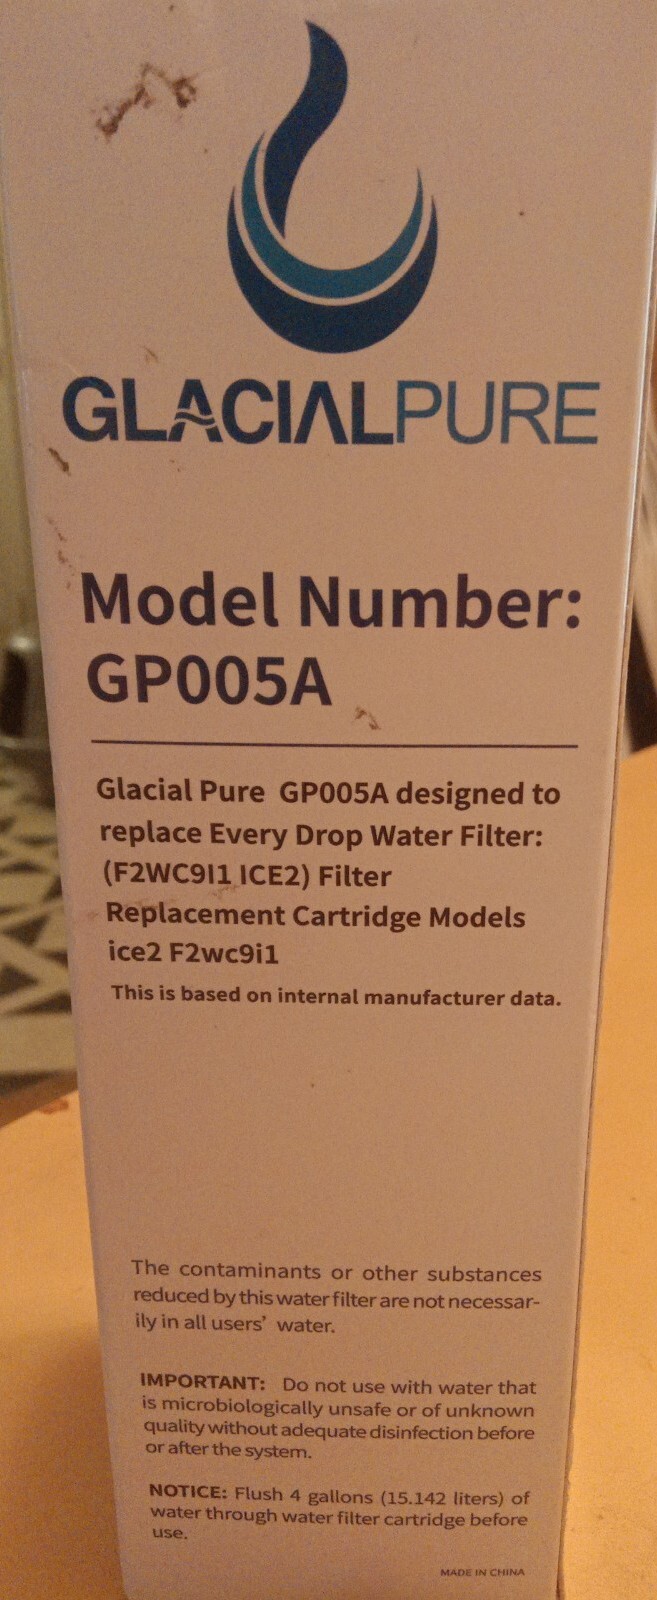 GLACIALPURE
Model Number:
GP005A
Glacial Pure GP005A designed to
replace Every Drop Water Filter:
(F2WC9I1 ICE2) Filter
Replacement Cartridge Models
ice2 F2wc9i1
This is based on internal manufacturer data.
The contaminants or other substances
reduced by this water filter are not necessar-
ily in all users' water.
IMPORTANT: Do not use with water that
is microbiologically unsafe or of unknown
quality without adequate disinfection before
or after the system.
NOTICE: Flush 4 gallons (15.142 liters) of
water through water filter cartridge before
use.
MADE IN CHINA